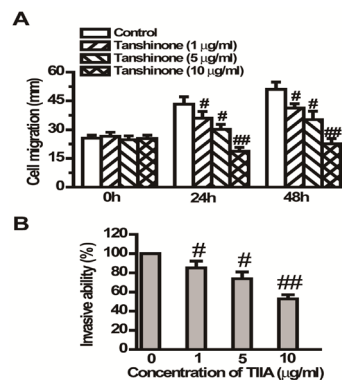 A
Control
Tanshinone (1 μg/ml)
Tanshinone (5 μg/ml)
Tanshinone (10 μg/ml)
Cell migration (mm)
60
45
30
15
0
# # ##
# # ##
0h 24h 48h
B
Invasive ability (%)
120
100
80
60
40
20
0
# # ##
0 1 5 10
Concentration of TIIA (μg/ml)